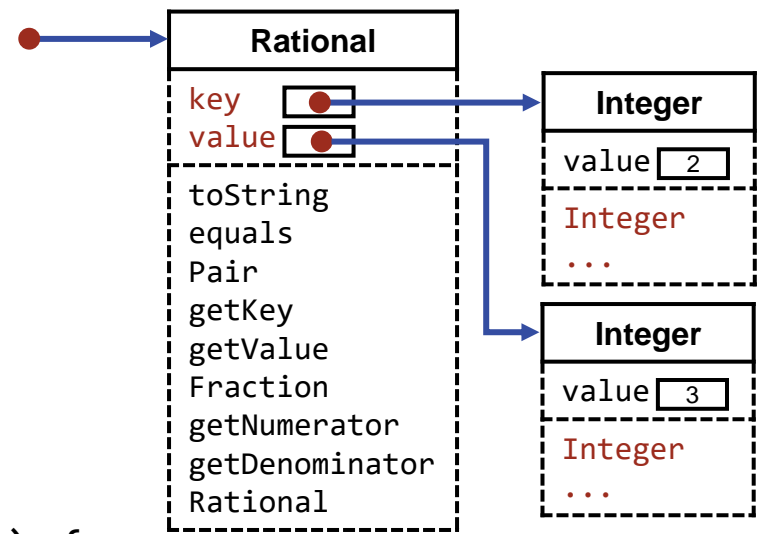 Rational
key
value
toString
equals
Pair
getKey
getValue
Fraction
getNumerator
getDenominator
Rational
Integer
value 2
Integer
...
Integer
value 3
Integer
...
) {